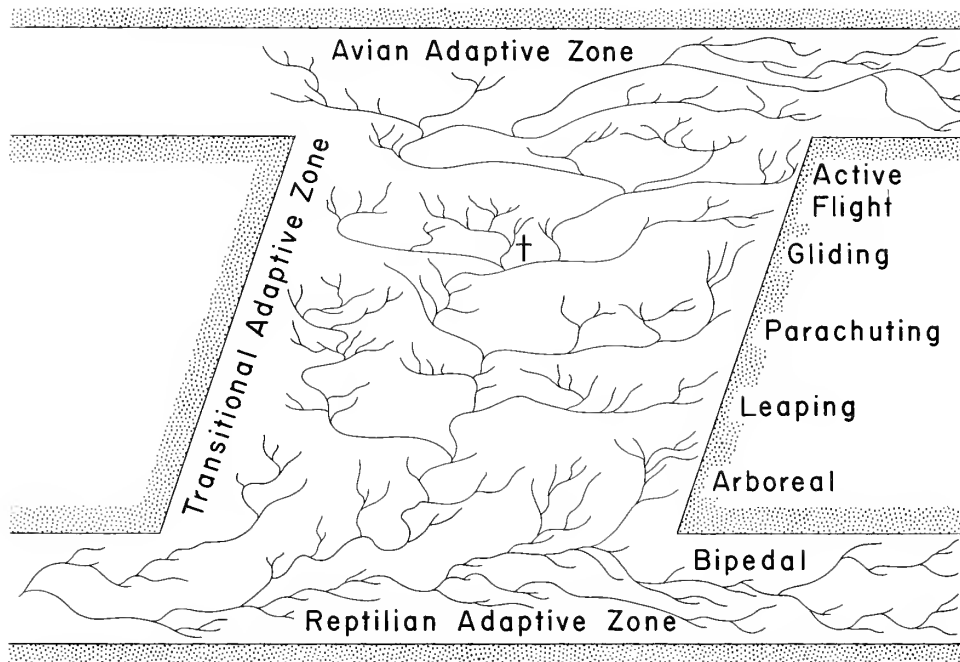 Avian Adaptive Zone
Transitional Adaptive Zone
Active
Flight
†
Gliding
Parachuting
Leaping
Arboreal
Bipedal
Reptilian Adaptive Zone